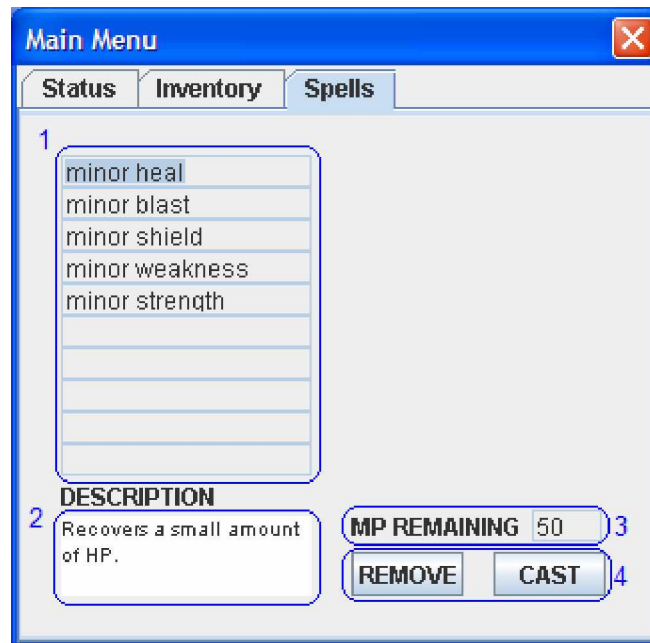 Main Menu
Status Inventory Spells
1
minor heal
minor blast
minor shield
minor weakness
minor strength
DESCRIPTION
2
Recovers a small amount
of HP.
MP REMAINING 50 3
REMOVE CAST 4